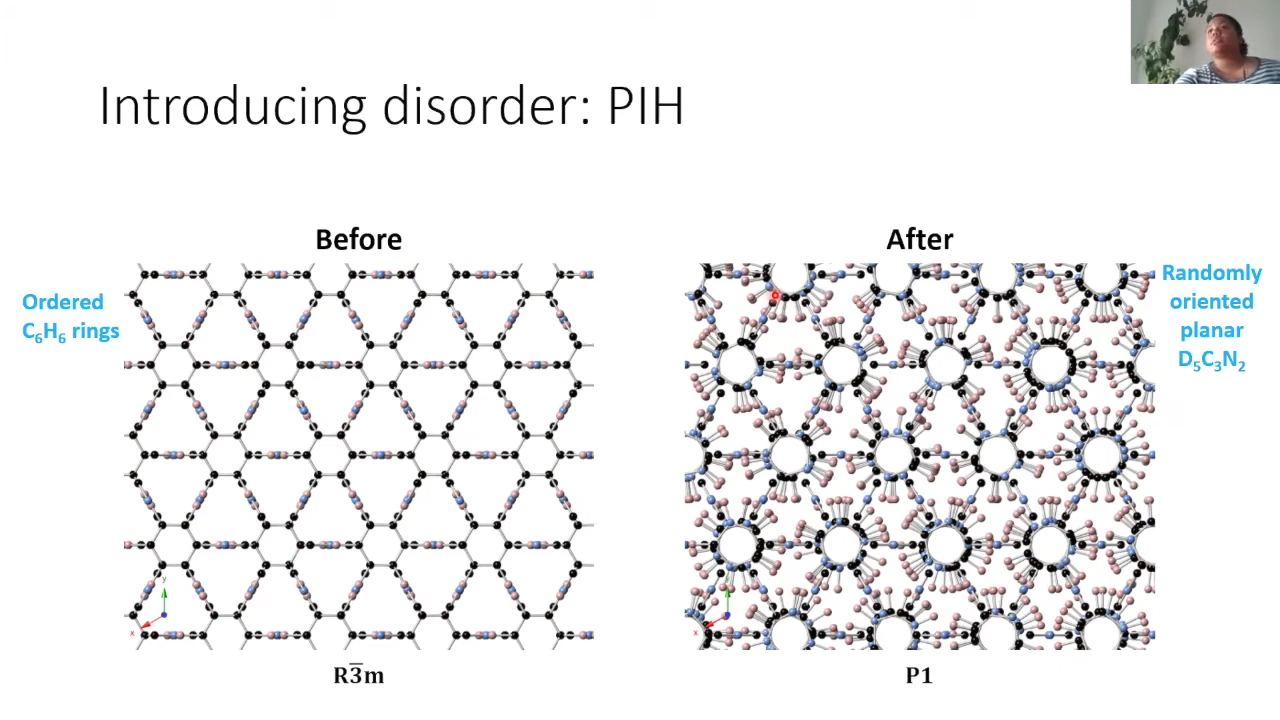 Introducing disorder: PIH
Before
After
Ordered
C₆H₆ rings
Randomly
oriented
planar
D₅C₃N₂
y
x
x
R3̅m
P1